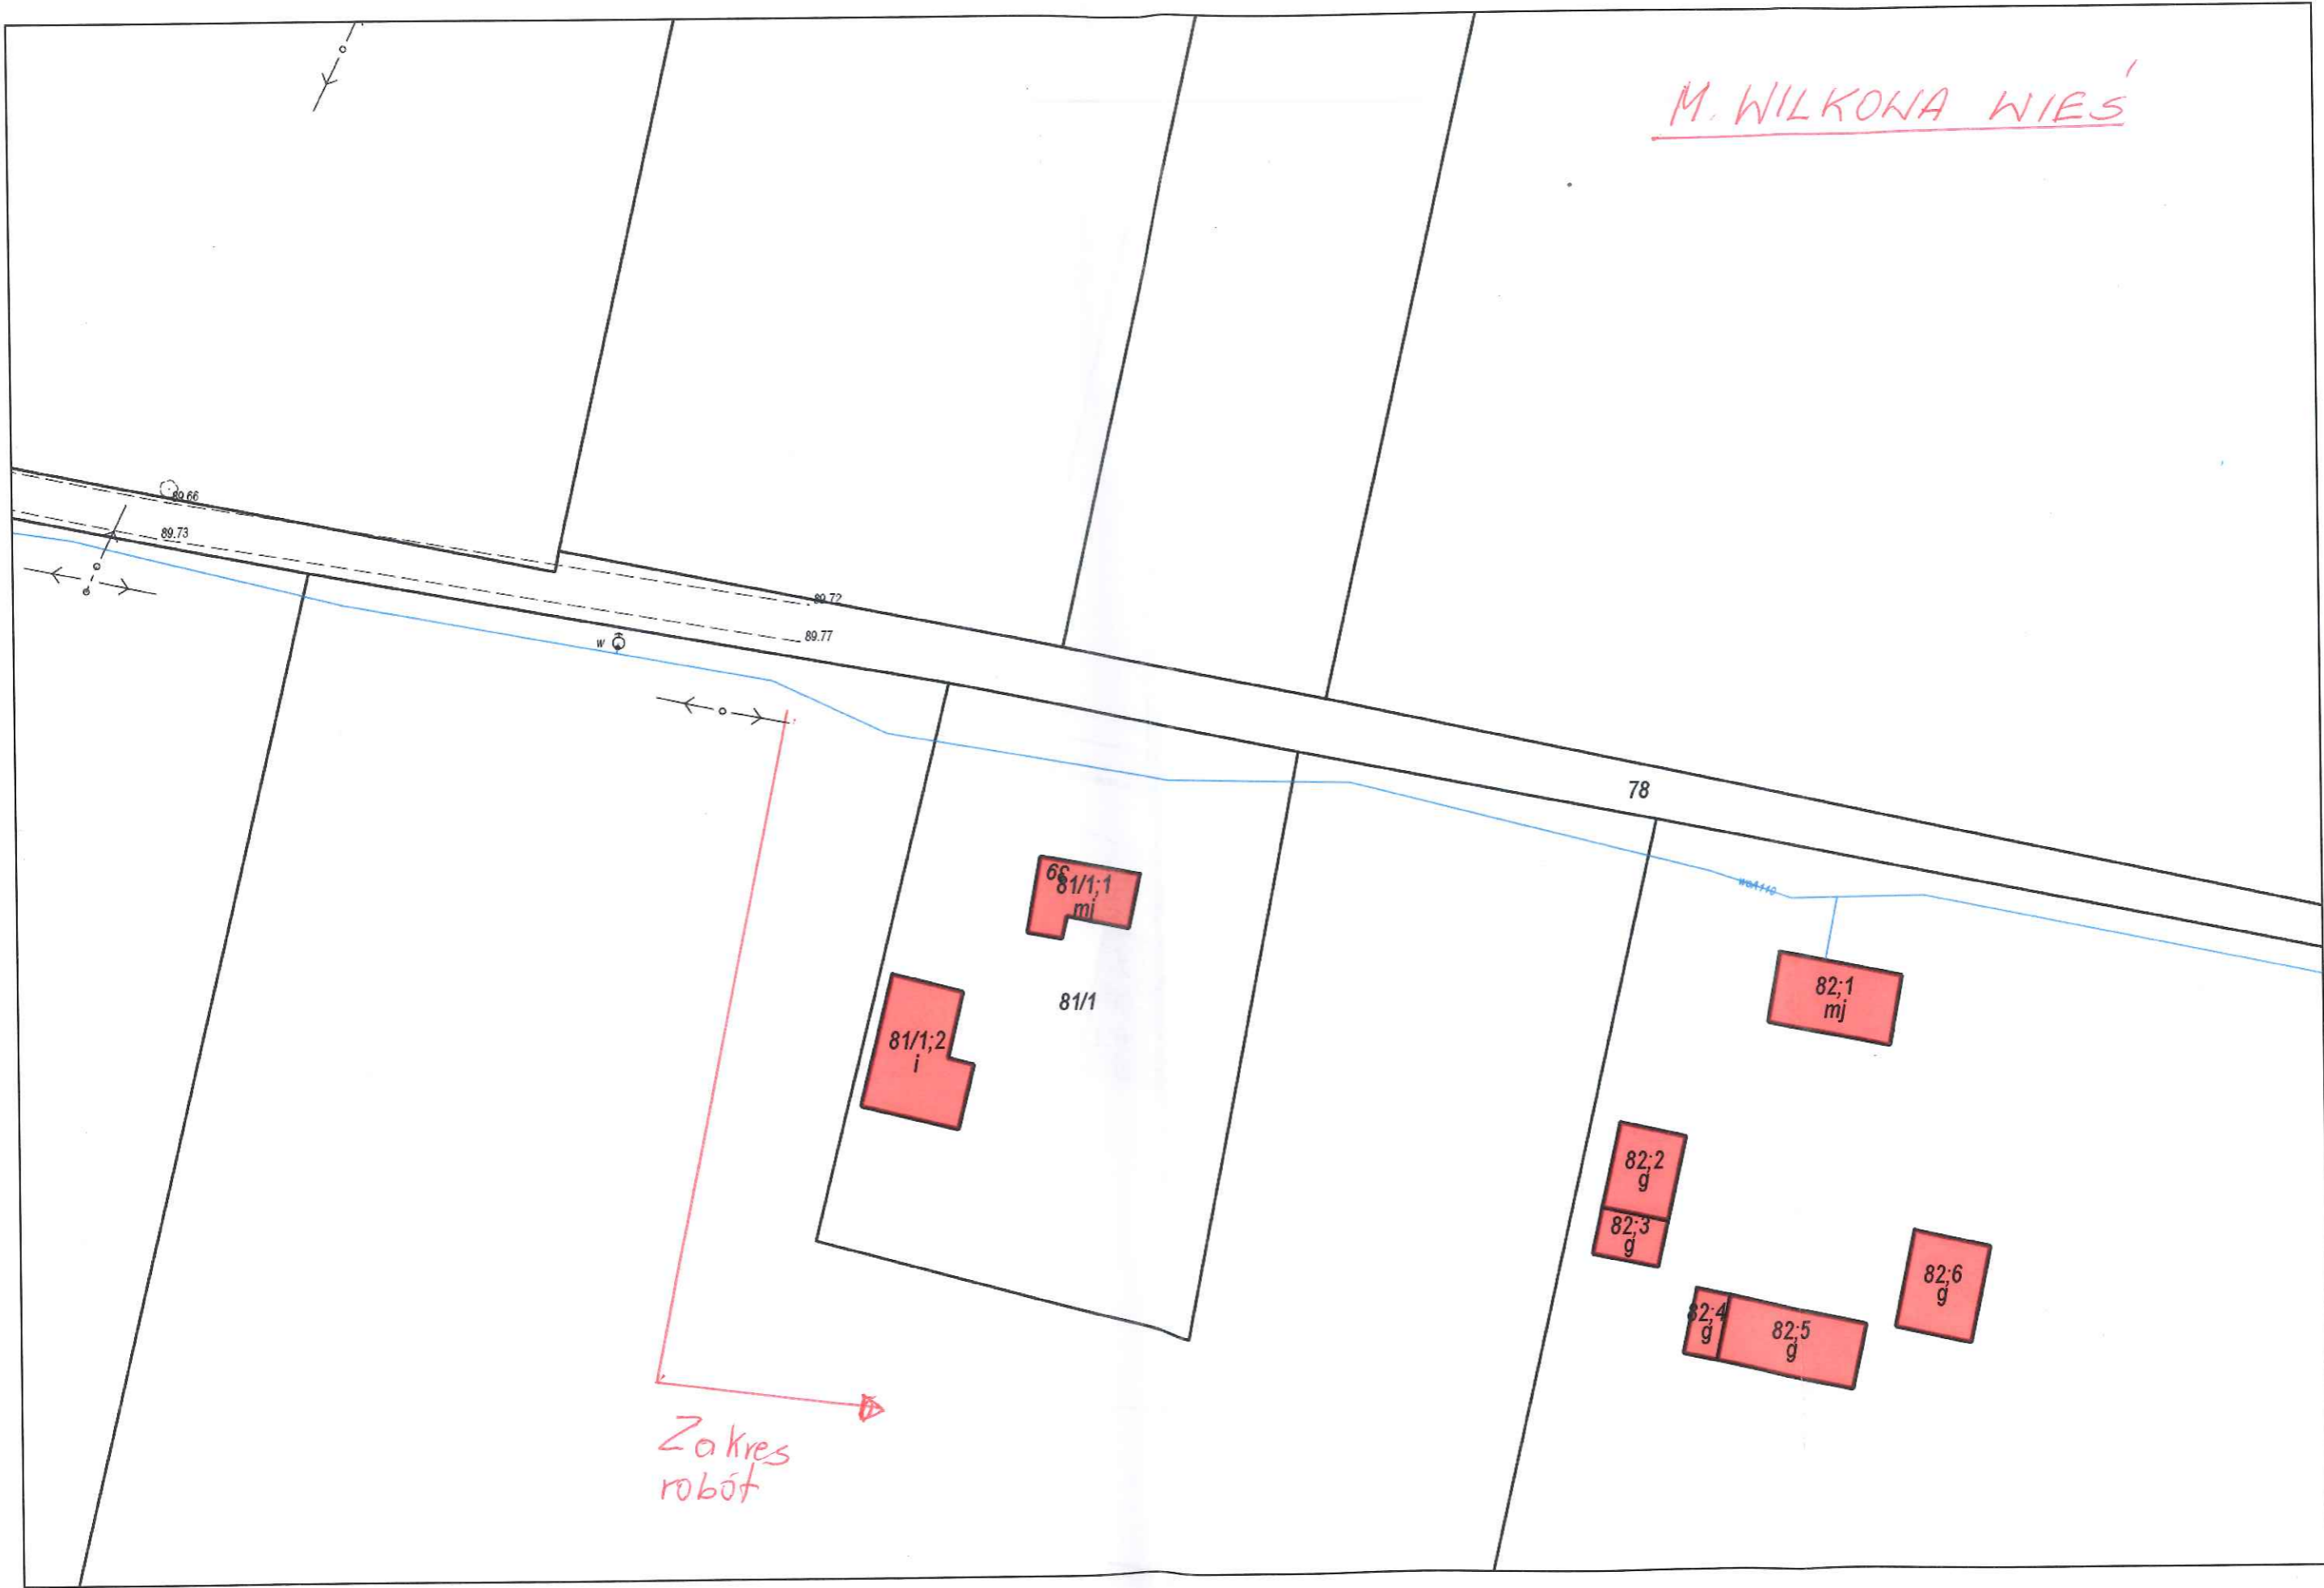 M. WILKOWA WIEŚ
89.66
89.73
89.72
89.77
w
78
66
81/1;1
mj
81/1
81/1;2
i
82;1
mj
82;2
g
82;3
g
82;4
g
82;5
g
82;6
g
Zakres
robót